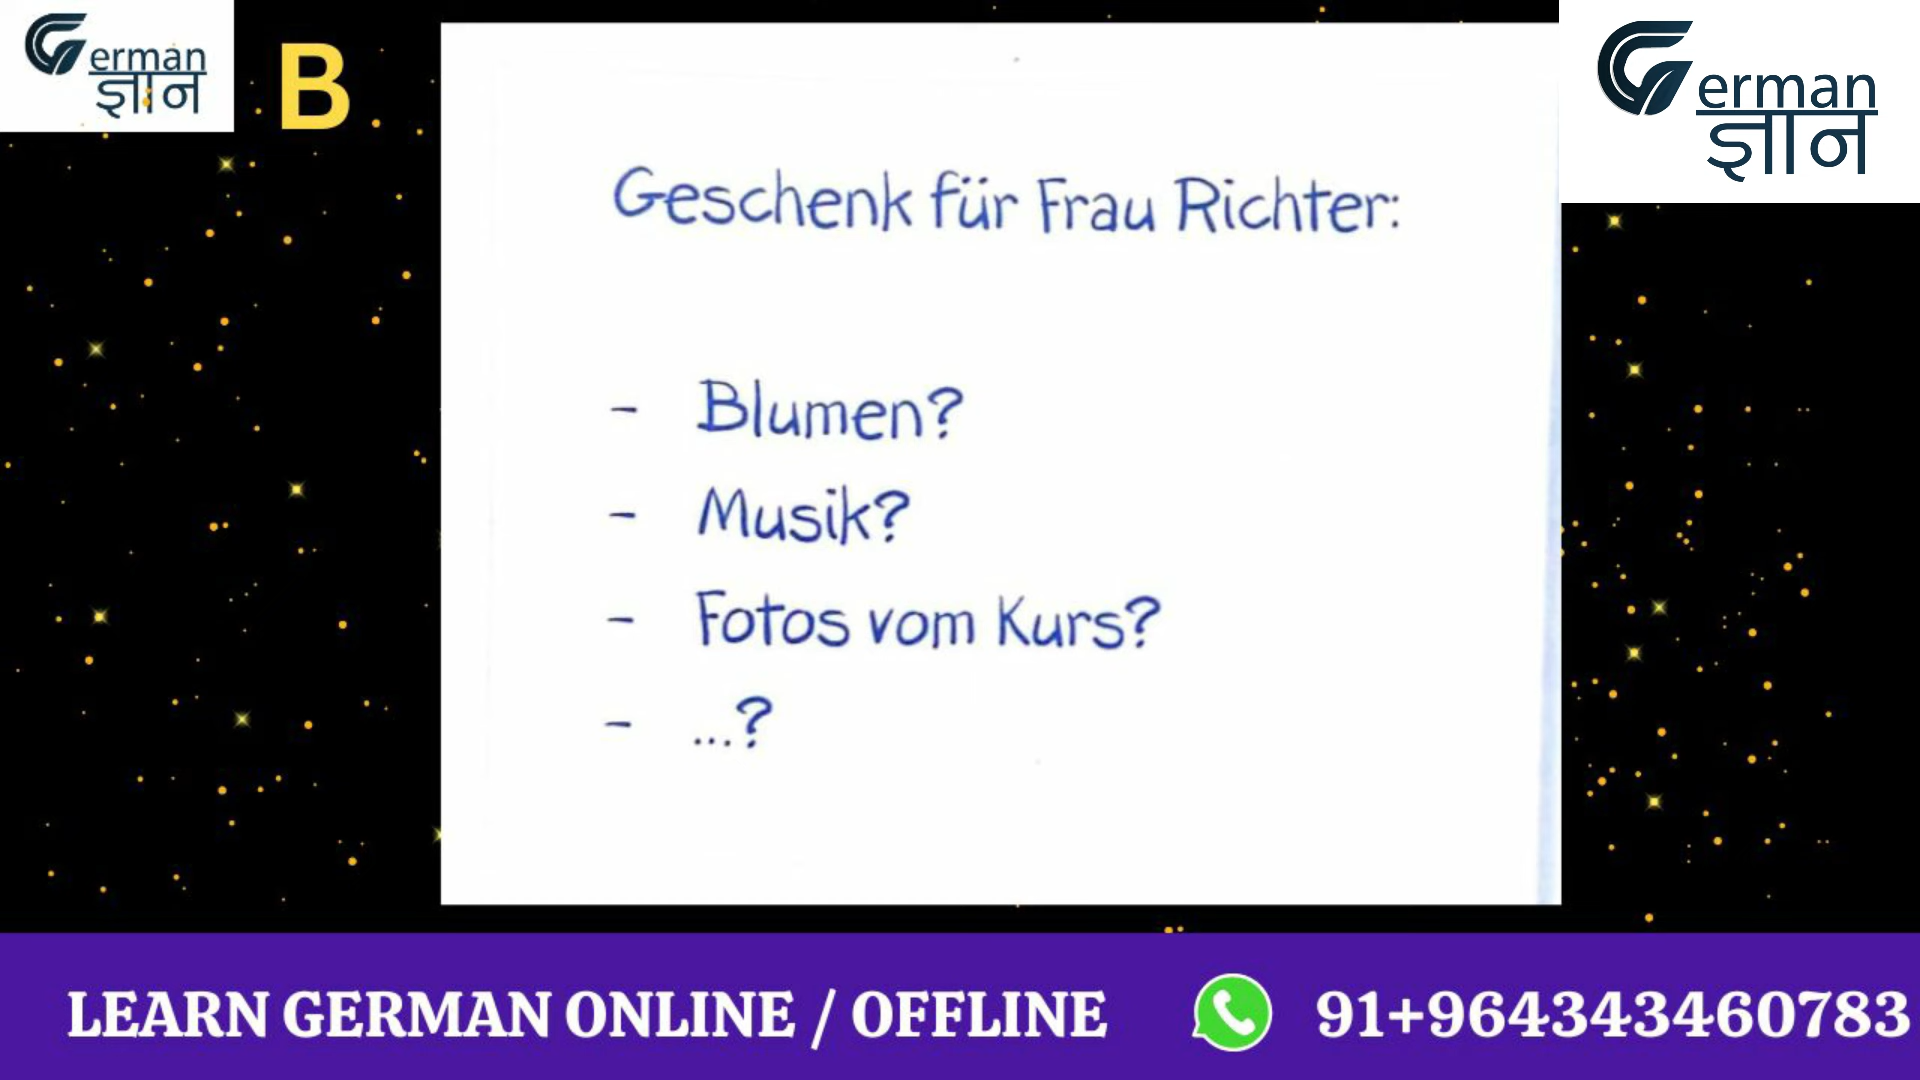 German
ज्ञान
B
German
ज्ञान
Geschenk für Frau Richter:
- Blumen?
- Musik?
- Fotos vom Kurs?
- ...?
LEARN GERMAN ONLINE / OFFLINE
91+964343460783